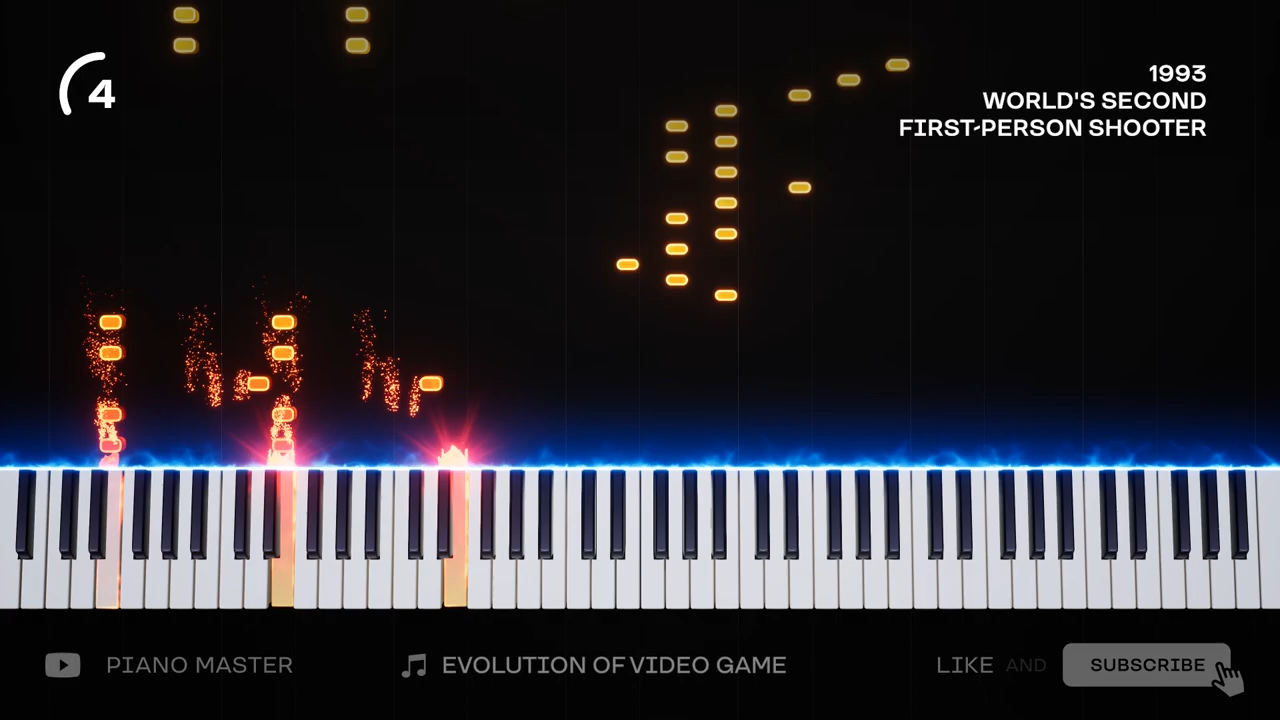 4
1993
WORLD'S SECOND
FIRST-PERSON SHOOTER
PIANO MASTER
EVOLUTION OF VIDEO GAME
LIKE AND SUBSCRIBE